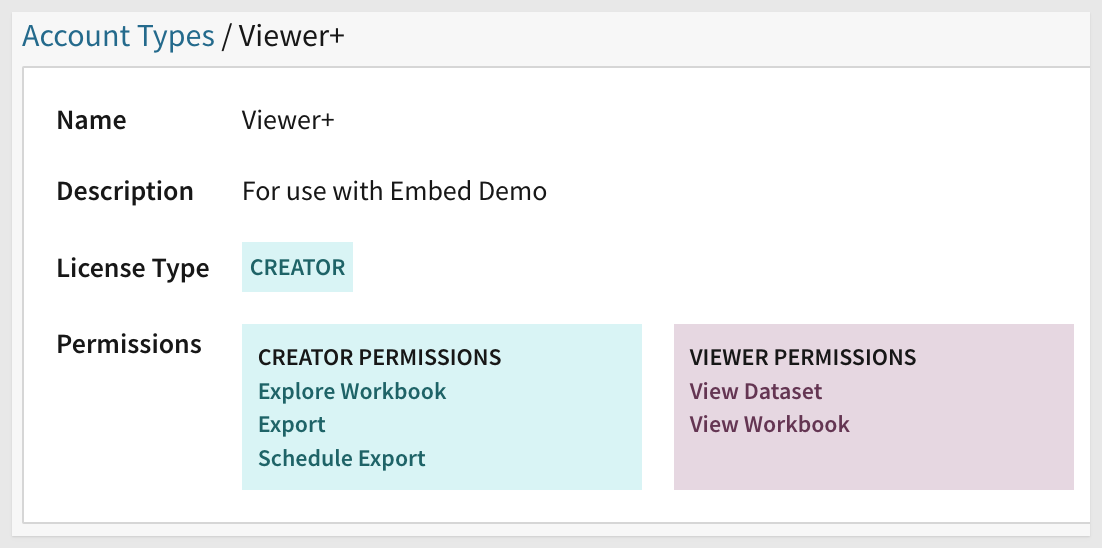 Account Types / Viewer+
Name Viewer+
Description For use with Embed Demo
License Type CREATOR
Permissions
CREATOR PERMISSIONS
Explore Workbook
Export
Schedule Export
VIEWER PERMISSIONS
View Dataset
View Workbook